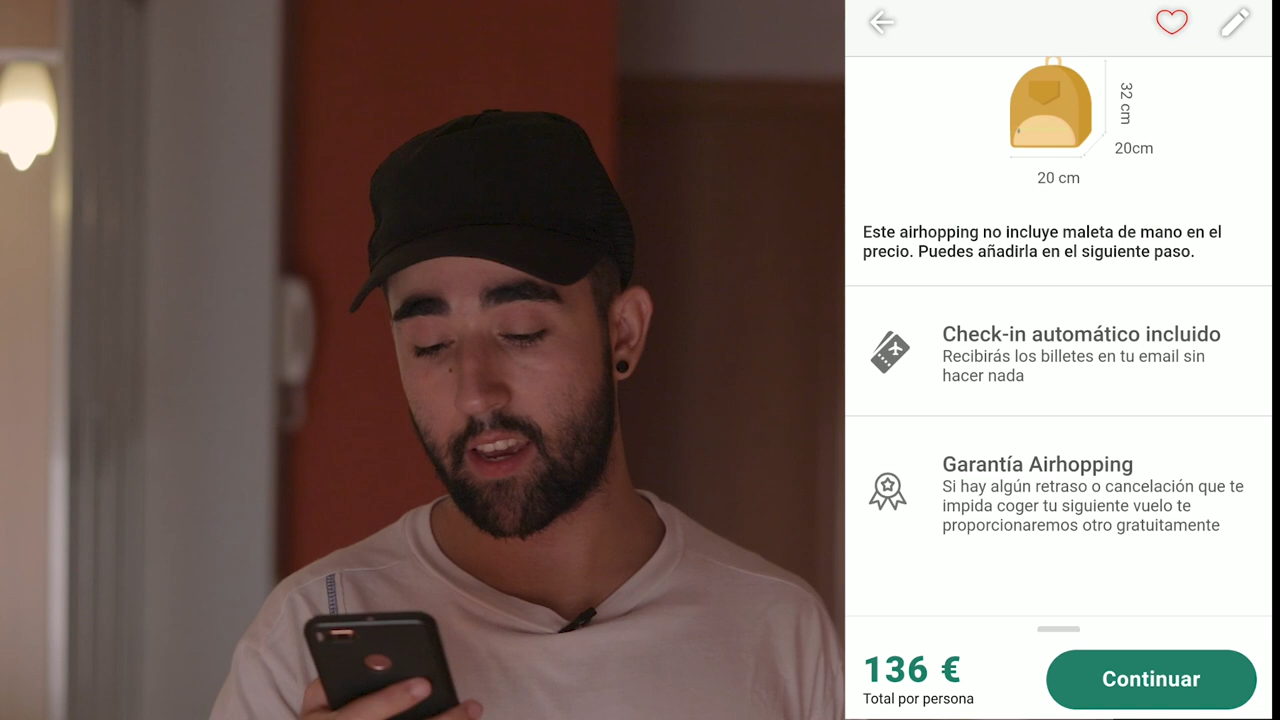 32 cm
20cm
20 cm
Este airhopping no incluye maleta de mano en el
precio. Puedes añadirla en el siguiente paso.
Check-in automático incluido
Recibirás los billetes en tu email sin
hacer nada
Garantía Airhopping
Si hay algún retraso o cancelación que te
impida coger tu siguiente vuelo te
proporcionaremos otro gratuitamente
136 €
Total por persona
Continuar